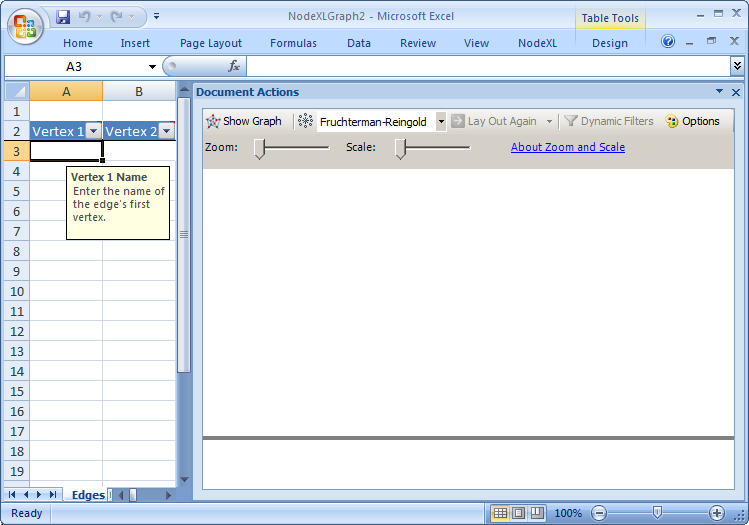 NodeXLGraph2 - Microsoft Excel
Table Tools
Home Insert Page Layout Formulas Data Review View NodeXL Design
A3 fx
A B
Document Actions
1
2 Vertex 1 Vertex 2
Show Graph Fruchterman-Reingold Lay Out Again Dynamic Filters Options
3
Zoom: Scale: About Zoom and Scale
4
Vertex 1 Name
5
Enter the name of
6
the edge's first
7
vertex.
8
9
10
11
12
13
14
15
16
17
18
19
Edges
Ready 100%